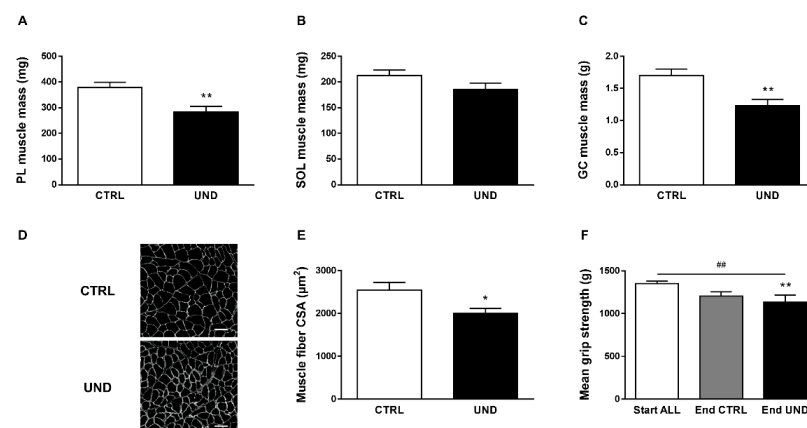 A
PL muscle mass (mg)
500
400
300
200
100
0
**
CTRL
UND
B
SOL muscle mass (mg)
250
200
150
100
50
0
CTRL
UND
C
GC muscle mass (g)
2.0
1.5
1.0
0.5
0.0
**
CTRL
UND
D
CTRL
UND
E
Muscle fiber CSA (µm²)
3000
2000
1000
0
*
CTRL
UND
F
Mean grip strength (g)
1500
1000
500
0
##
**
Start ALL
End CTRL
End UND